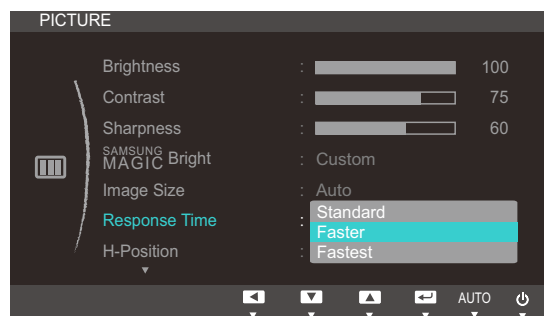 PICTURE
Brightness : 100
Contrast : 75
Sharpness : 60
SAMSUNG MAGIC Bright : Custom
Image Size : Auto
Response Time : Standard
Faster
H-Position : Fastest
AUTO